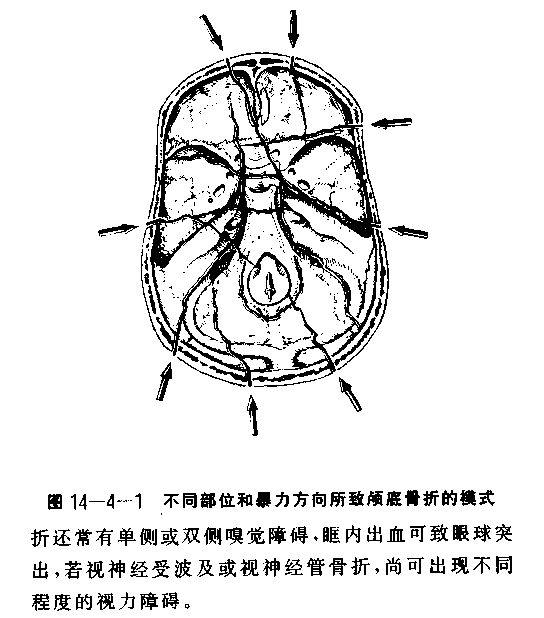 图 14—4—1 不同部位和暴力方向所致颅底骨折的模式
折还常有单侧或双侧嗅觉障碍，眶内出血可致眼球突
出，若视神经受波及或视神经管骨折，尚可出现不同
程度的视力障碍。